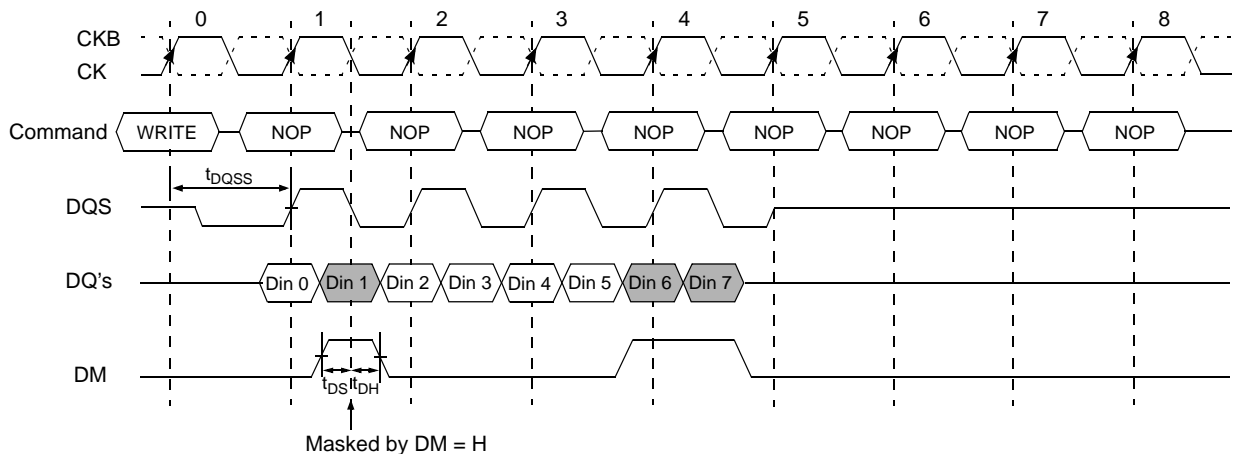 0 1 2 3 4 5 6 7 8
CKB
CK
Command WRITE NOP NOP NOP NOP NOP NOP NOP NOP
tDQSS
DQS
DQ's Din 0 Din 1 Din 2 Din 3 Din 4 Din 5 Din 6 Din 7
DM
tDS tDH
Masked by DM = H